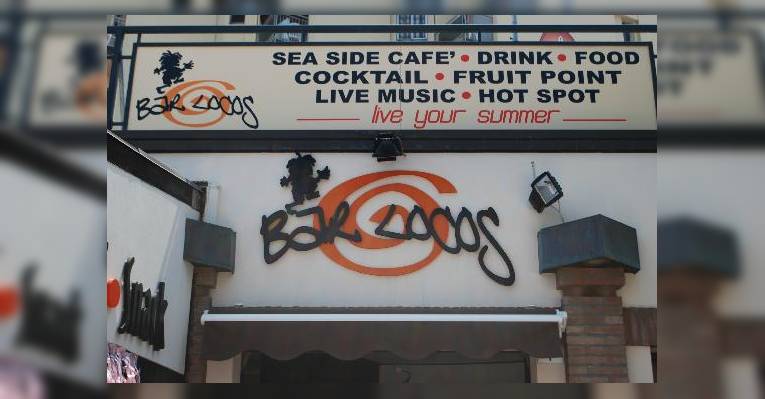 SEA SIDE CAFE' • DRINK • FOOD
COCKTAIL • FRUIT POINT
LIVE MUSIC • HOT SPOT
live your summer
BAR LOCOS
BAR LOCOS